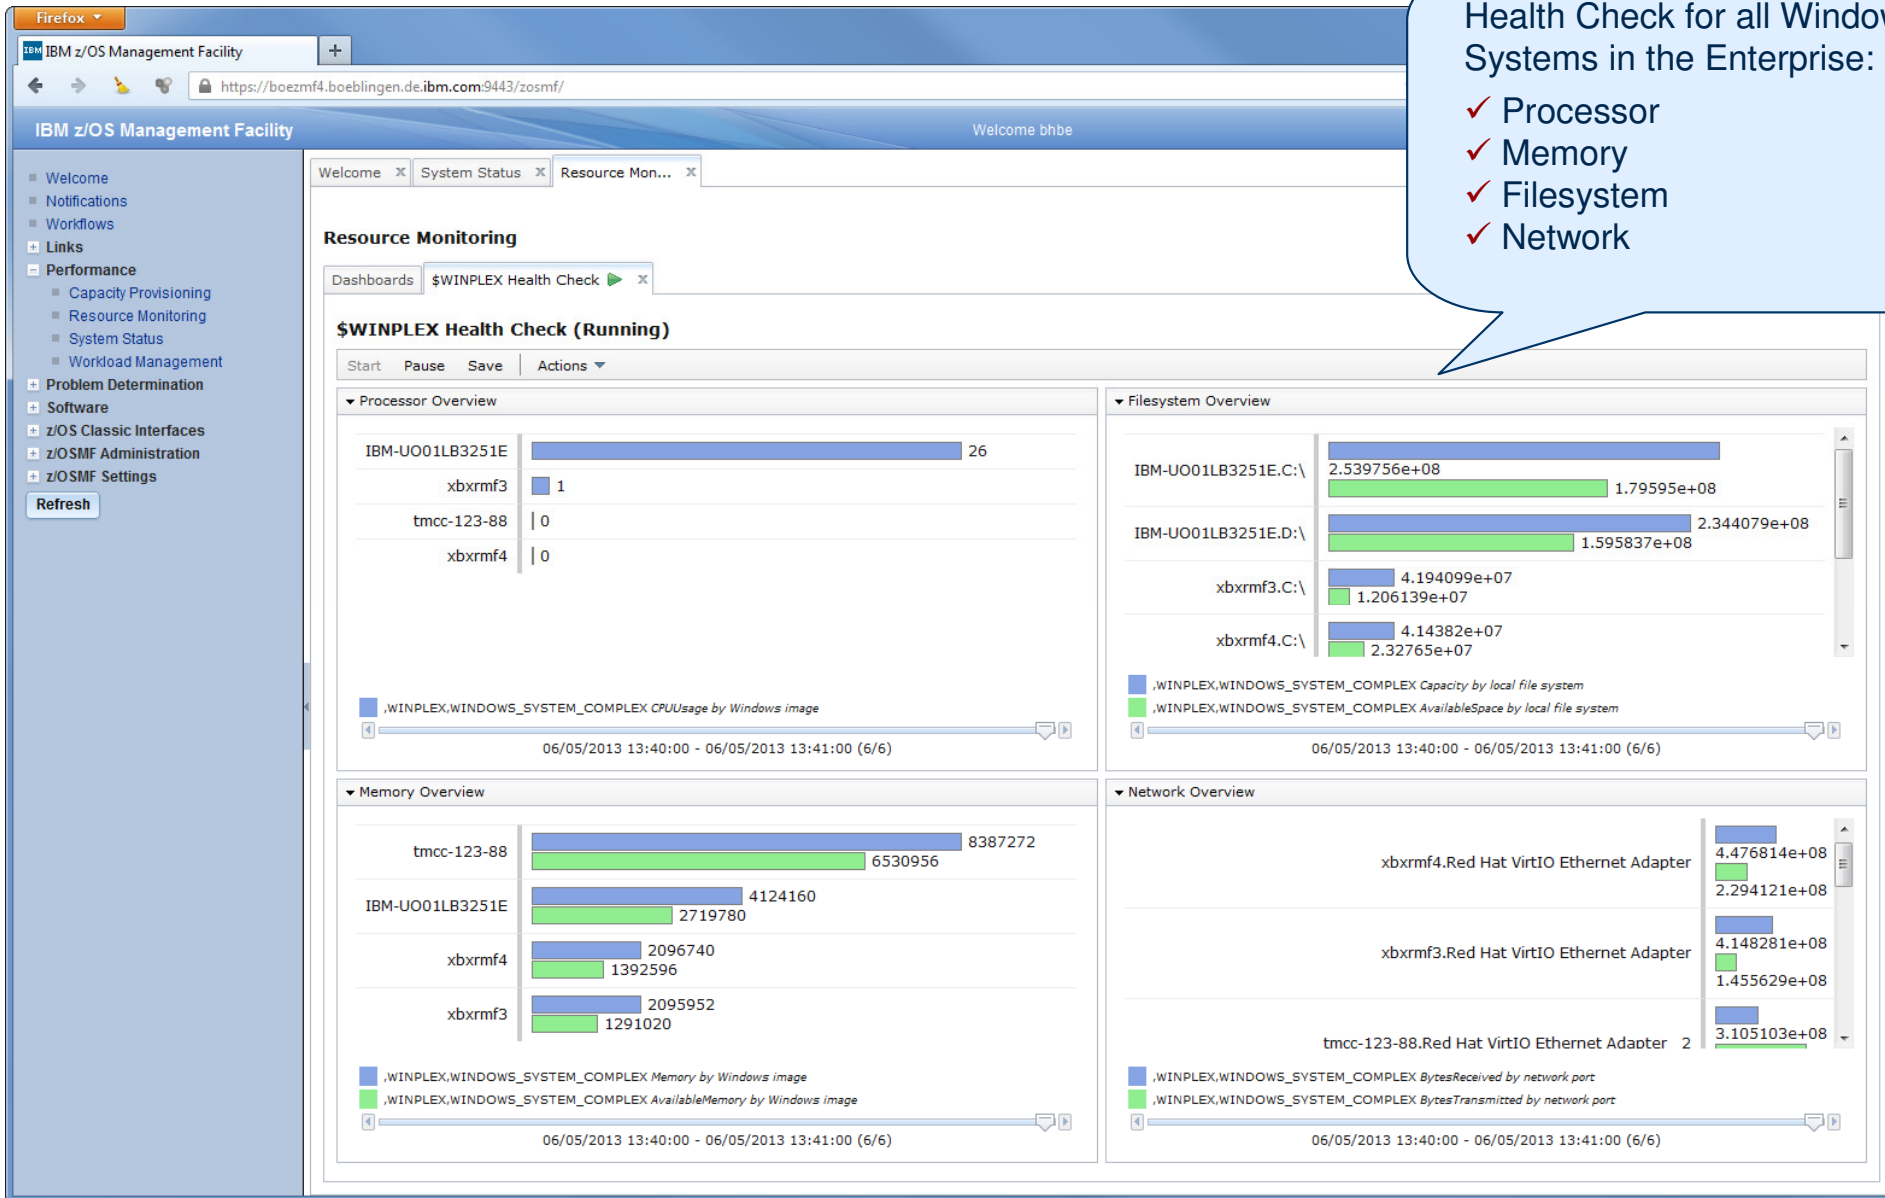 Firefox
IBM z/OS Management Facility
https://boezmf4.boeblingen.de.ibm.com:9443/zosmf/
IBM z/OS Management Facility
Welcome bhbe
Health Check for all
Systems in the Enterprise:
✓ Processor
✓ Memory
✓ Filesystem
✓ Network
Welcome
Notifications
Workflows
Links
Performance
Capacity Provisioning
Resource Monitoring
System Status
Workload Management
Problem Determination
Software
z/OS Classic Interfaces
z/OSMF Administration
z/OSMF Settings
Refresh
Welcome x System Status x Resource Mon... x
Resource Monitoring
Dashboards $WINPLEX Health Check x
$WINPLEX Health Check (Running)
Start Pause Save Actions
Processor Overview
IBM-UO01LB3251E 26
xbxrmf3 1
tmcc-123-88 0
xbxrmf4 0
,WINPLEX,WINDOWS_SYSTEM_COMPLEX CPUUsage by Windows image
06/05/2013 13:40:00 - 06/05/2013 13:41:00 (6/6)
Filesystem Overview
IBM-UO01LB3251E.C:\ 2.539756e+08
1.79595e+08
IBM-UO01LB3251E.D:\ 2.344079e+08
1.595837e+08
xbxrmf3.C:\ 4.194099e+07
1.206139e+07
xbxrmf4.C:\ 4.14382e+07
2.32765e+07
,WINPLEX,WINDOWS_SYSTEM_COMPLEX Capacity by local file system
,WINPLEX,WINDOWS_SYSTEM_COMPLEX AvailableSpace by local file system
06/05/2013 13:40:00 - 06/05/2013 13:41:00 (6/6)
Memory Overview
tmcc-123-88 8387272
6530956
IBM-UO01LB3251E 4124160
2719780
xbxrmf4 2096740
1392596
xbxrmf3 2095952
1291020
,WINPLEX,WINDOWS_SYSTEM_COMPLEX Memory by Windows image
,WINPLEX,WINDOWS_SYSTEM_COMPLEX AvailableMemory by Windows image
06/05/2013 13:40:00 - 06/05/2013 13:41:00 (6/6)
Network Overview
xbxrmf4.Red Hat VirtIO Ethernet Adapter 4.476814e+08
2.294121e+08
xbxrmf3.Red Hat VirtIO Ethernet Adapter 4.148281e+08
1.455629e+08
tmcc-123-88.Red Hat VirtIO Ethernet Adapter 2 3.105103e+08
,WINPLEX,WINDOWS_SYSTEM_COMPLEX BytesReceived by network port
,WINPLEX,WINDOWS_SYSTEM_COMPLEX BytesTransmitted by network port
06/05/2013 13:40:00 - 06/05/2013 13:41:00 (6/6)